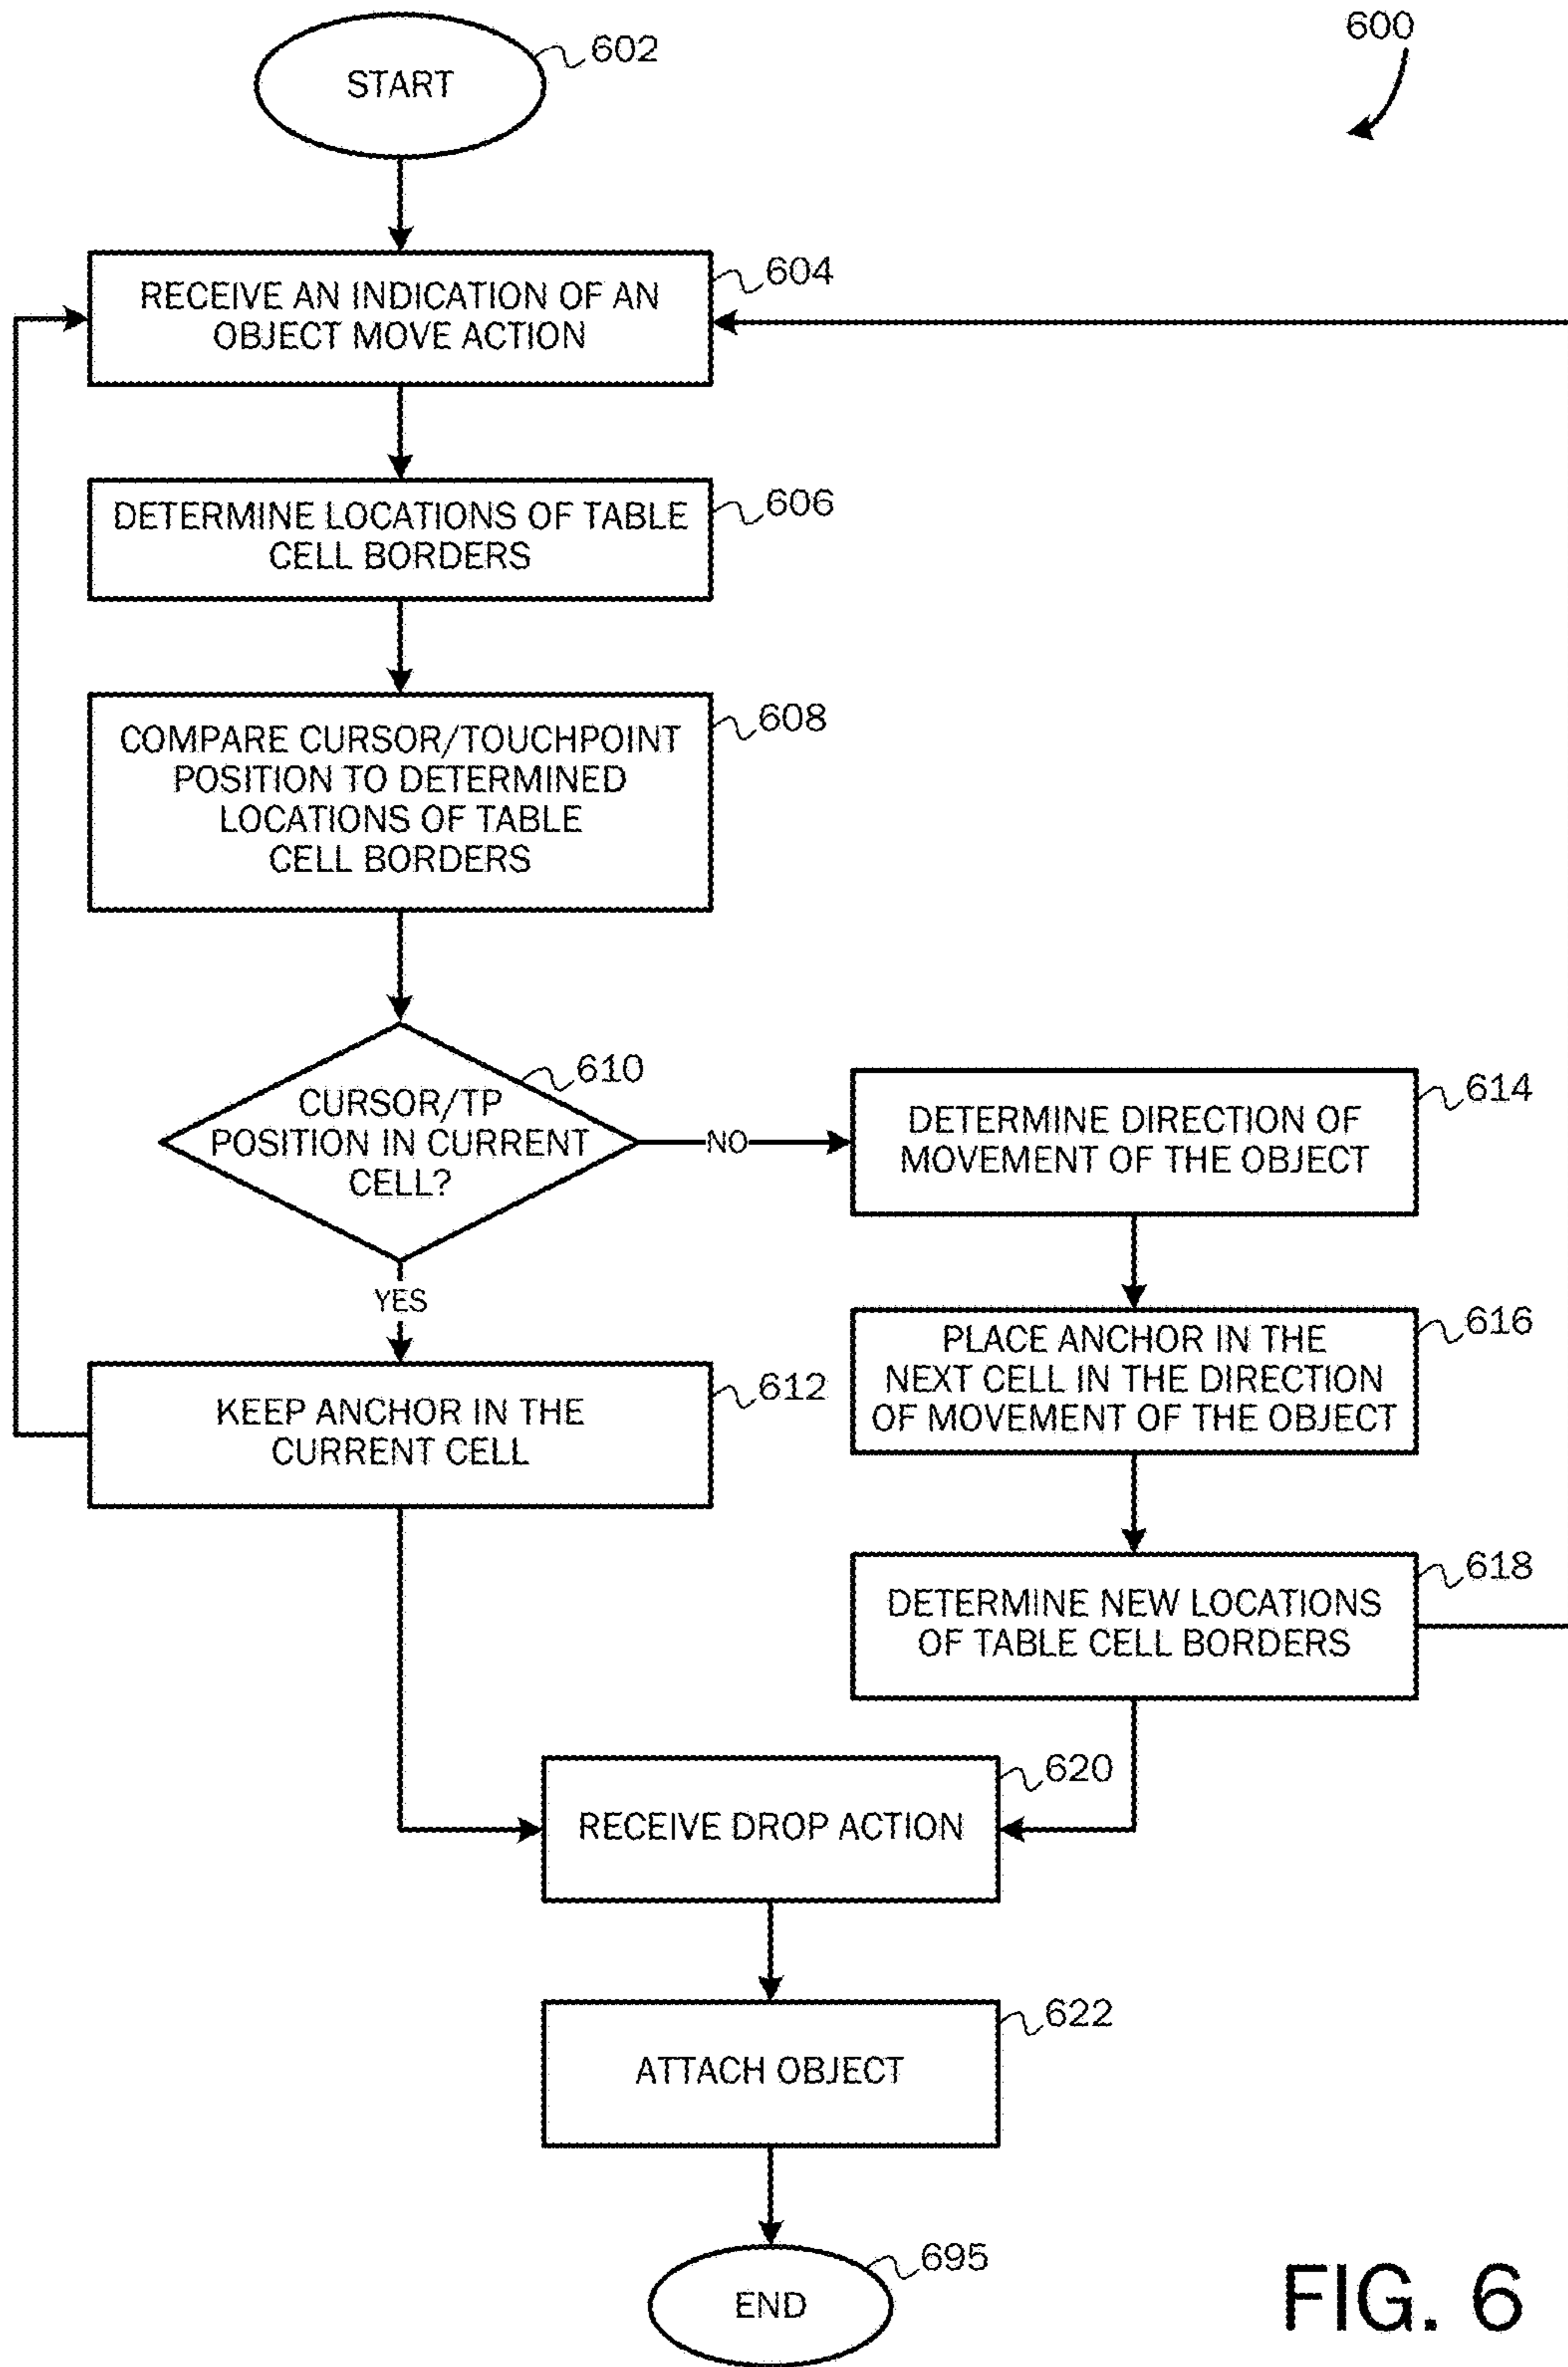 600
START
602
RECEIVE AN INDICATION OF AN
OBJECT MOVE ACTION
604
DETERMINE LOCATIONS OF TABLE
CELL BORDERS
606
COMPARE CURSOR/TOUCHPOINT
POSITION TO DETERMINED
LOCATIONS OF TABLE
CELL BORDERS
608
CURSOR/TP
POSITION IN CURRENT
CELL?
610
NO
YES
KEEP ANCHOR IN THE
CURRENT CELL
612
DETERMINE DIRECTION OF
MOVEMENT OF THE OBJECT
614
PLACE ANCHOR IN THE
NEXT CELL IN THE DIRECTION
OF MOVEMENT OF THE OBJECT
616
DETERMINE NEW LOCATIONS
OF TABLE CELL BORDERS
618
RECEIVE DROP ACTION
620
ATTACH OBJECT
622
END
695
FIG. 6